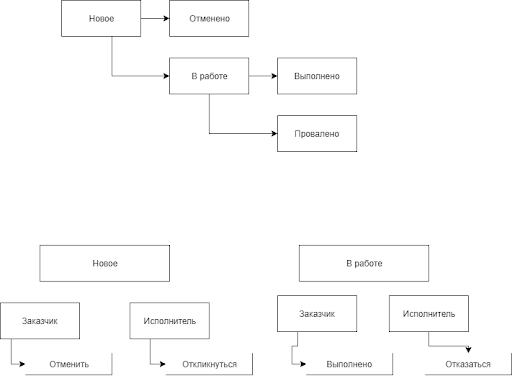 Новое
Отменено
В работе
Выполнено
Провалено
Новое
В работе
Заказчик
Исполнитель
Заказчик
Исполнитель
Отменить
Откликнуться
Выполнено
Отказаться